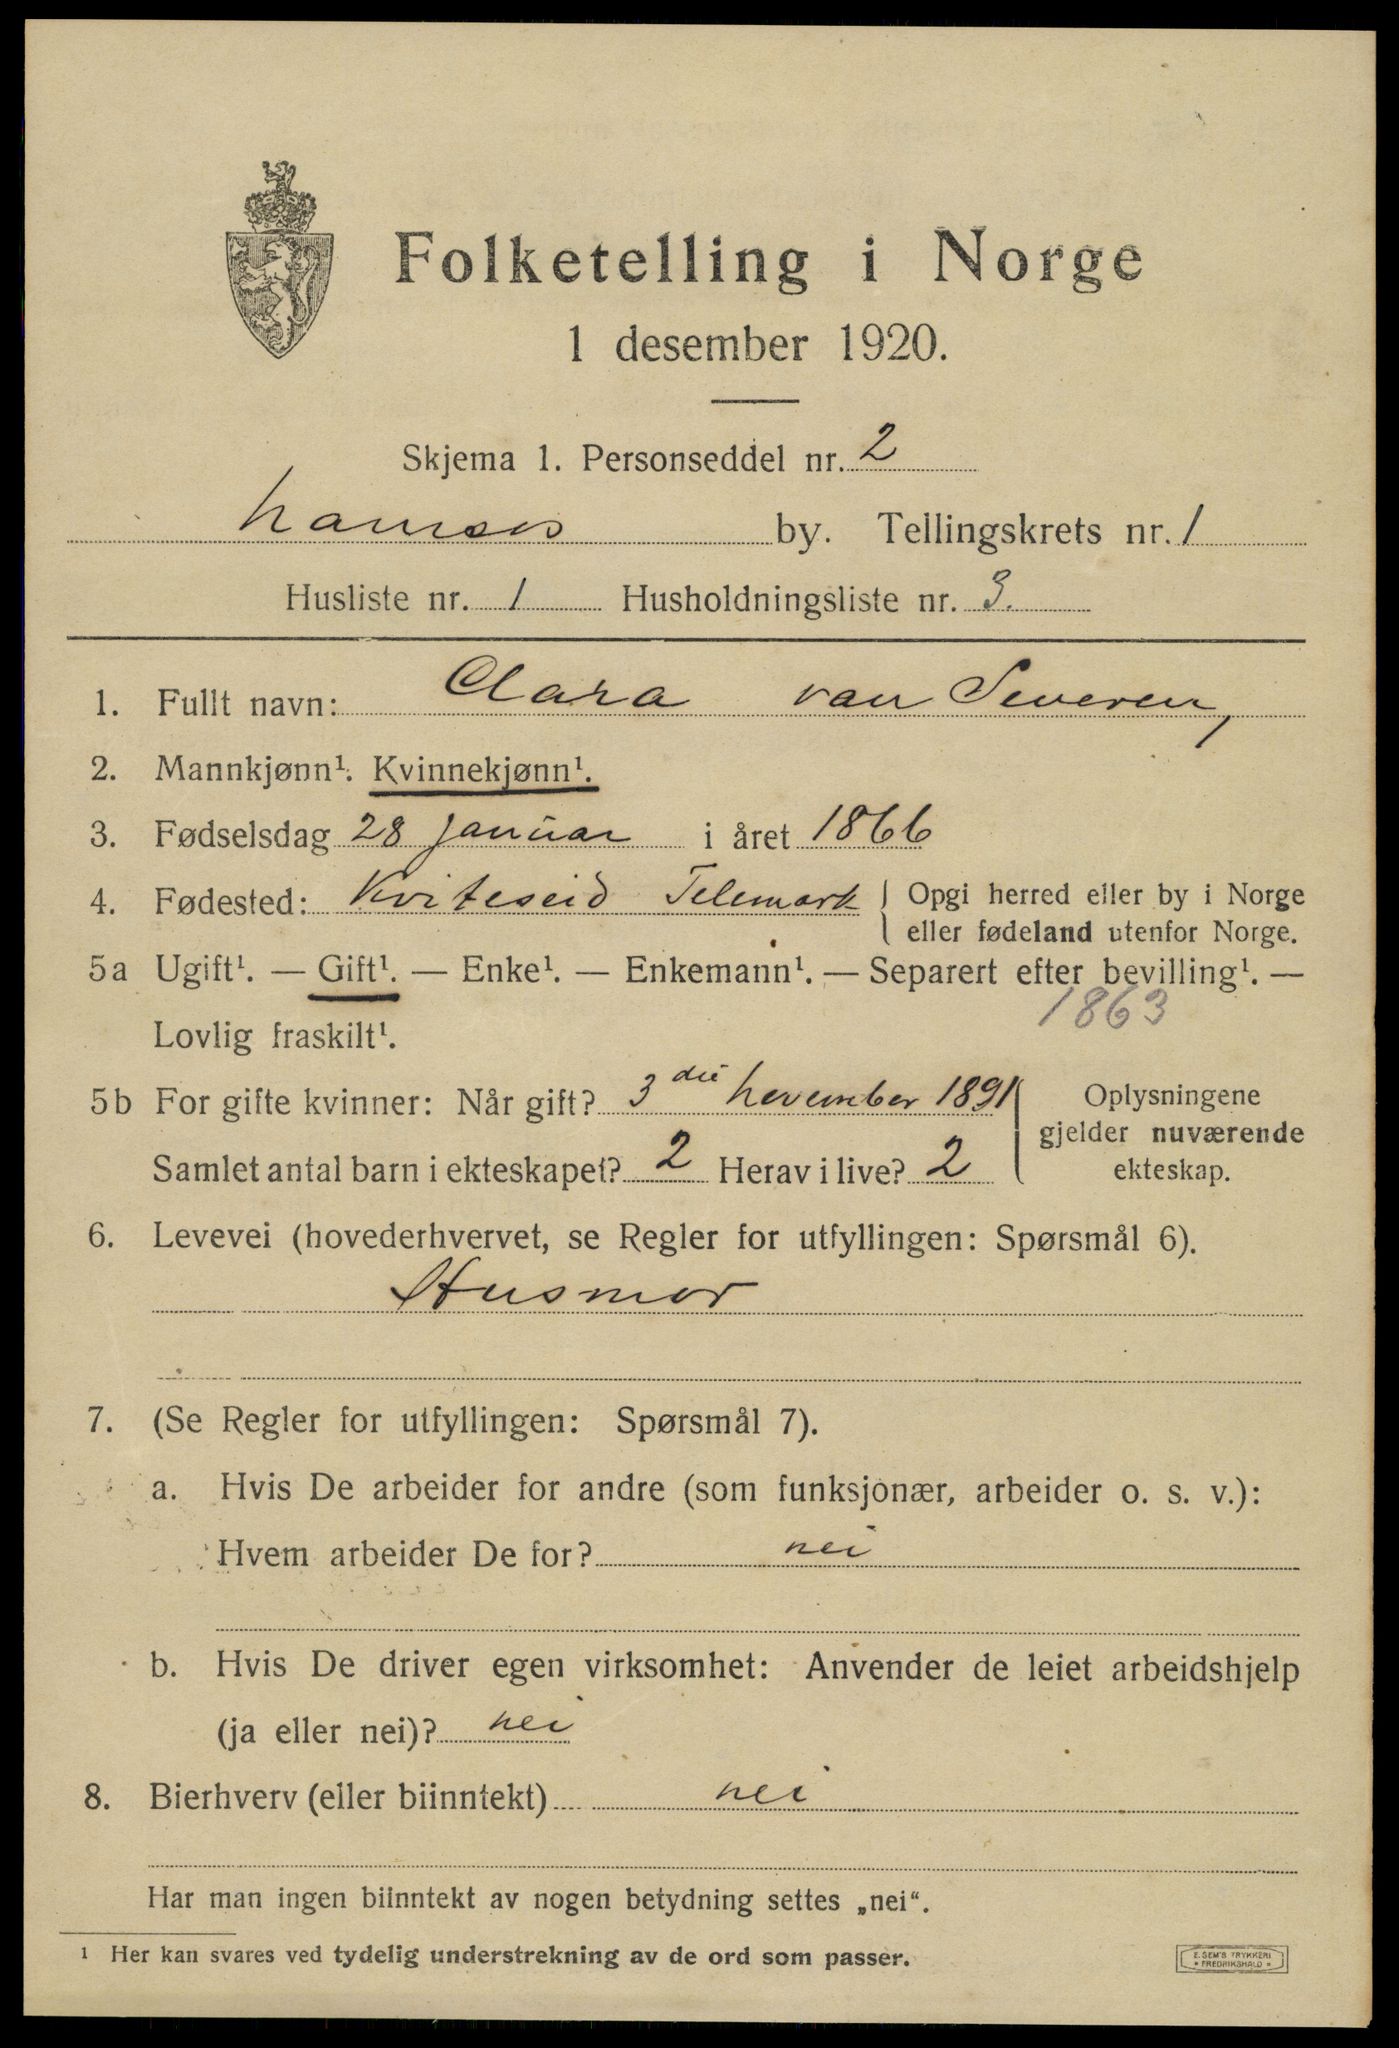 Folketelling i Norge
1 desember 1920.
Skjema 1. Personseddel nr. 2
Namsos by. Tellingskrets nr. 1
Husliste nr. 1 Husholdningsliste nr. 3.
1. Fullt navn: Clara van Severen,
2. Mannkjønn¹. Kvinnekjønn¹.
3. Fødselsdag 28 januar i året 1866
4. Fødested: Kviteseid Telemark { Opgi herred eller by i Norge
eller fødeland utenfor Norge.
5a Ugift¹. — Gift¹. — Enke¹. — Enkemann¹. — Separert efter bevilling¹. —
1863
Lovlig fraskilt¹.
5b For gifte kvinner: Når gift? 3 die november 1891 { Oplysningene
gjelder nuværende
Samlet antal barn i ekteskapet? 2 Herav i live? 2 ekteskap.
6. Levevei (hovederhvervet, se Regler for utfyllingen: Spørsmål 6).
Husmor
7. (Se Regler for utfyllingen: Spørsmål 7).
a. Hvis De arbeider for andre (som funksjonær, arbeider o. s. v.):
Hvem arbeider De for? nei
b. Hvis De driver egen virksomhet: Anvender de leiet arbeidshjelp
(ja eller nei)? nei
8. Bierhverv (eller biinntekt) nei
Har man ingen biinntekt av nogen betydning settes „nei“.
¹ Her kan svares ved tydelig understrekning av de ord som passer.
E. SEM'S TRYKKERI
* FREDRIKSHALD *